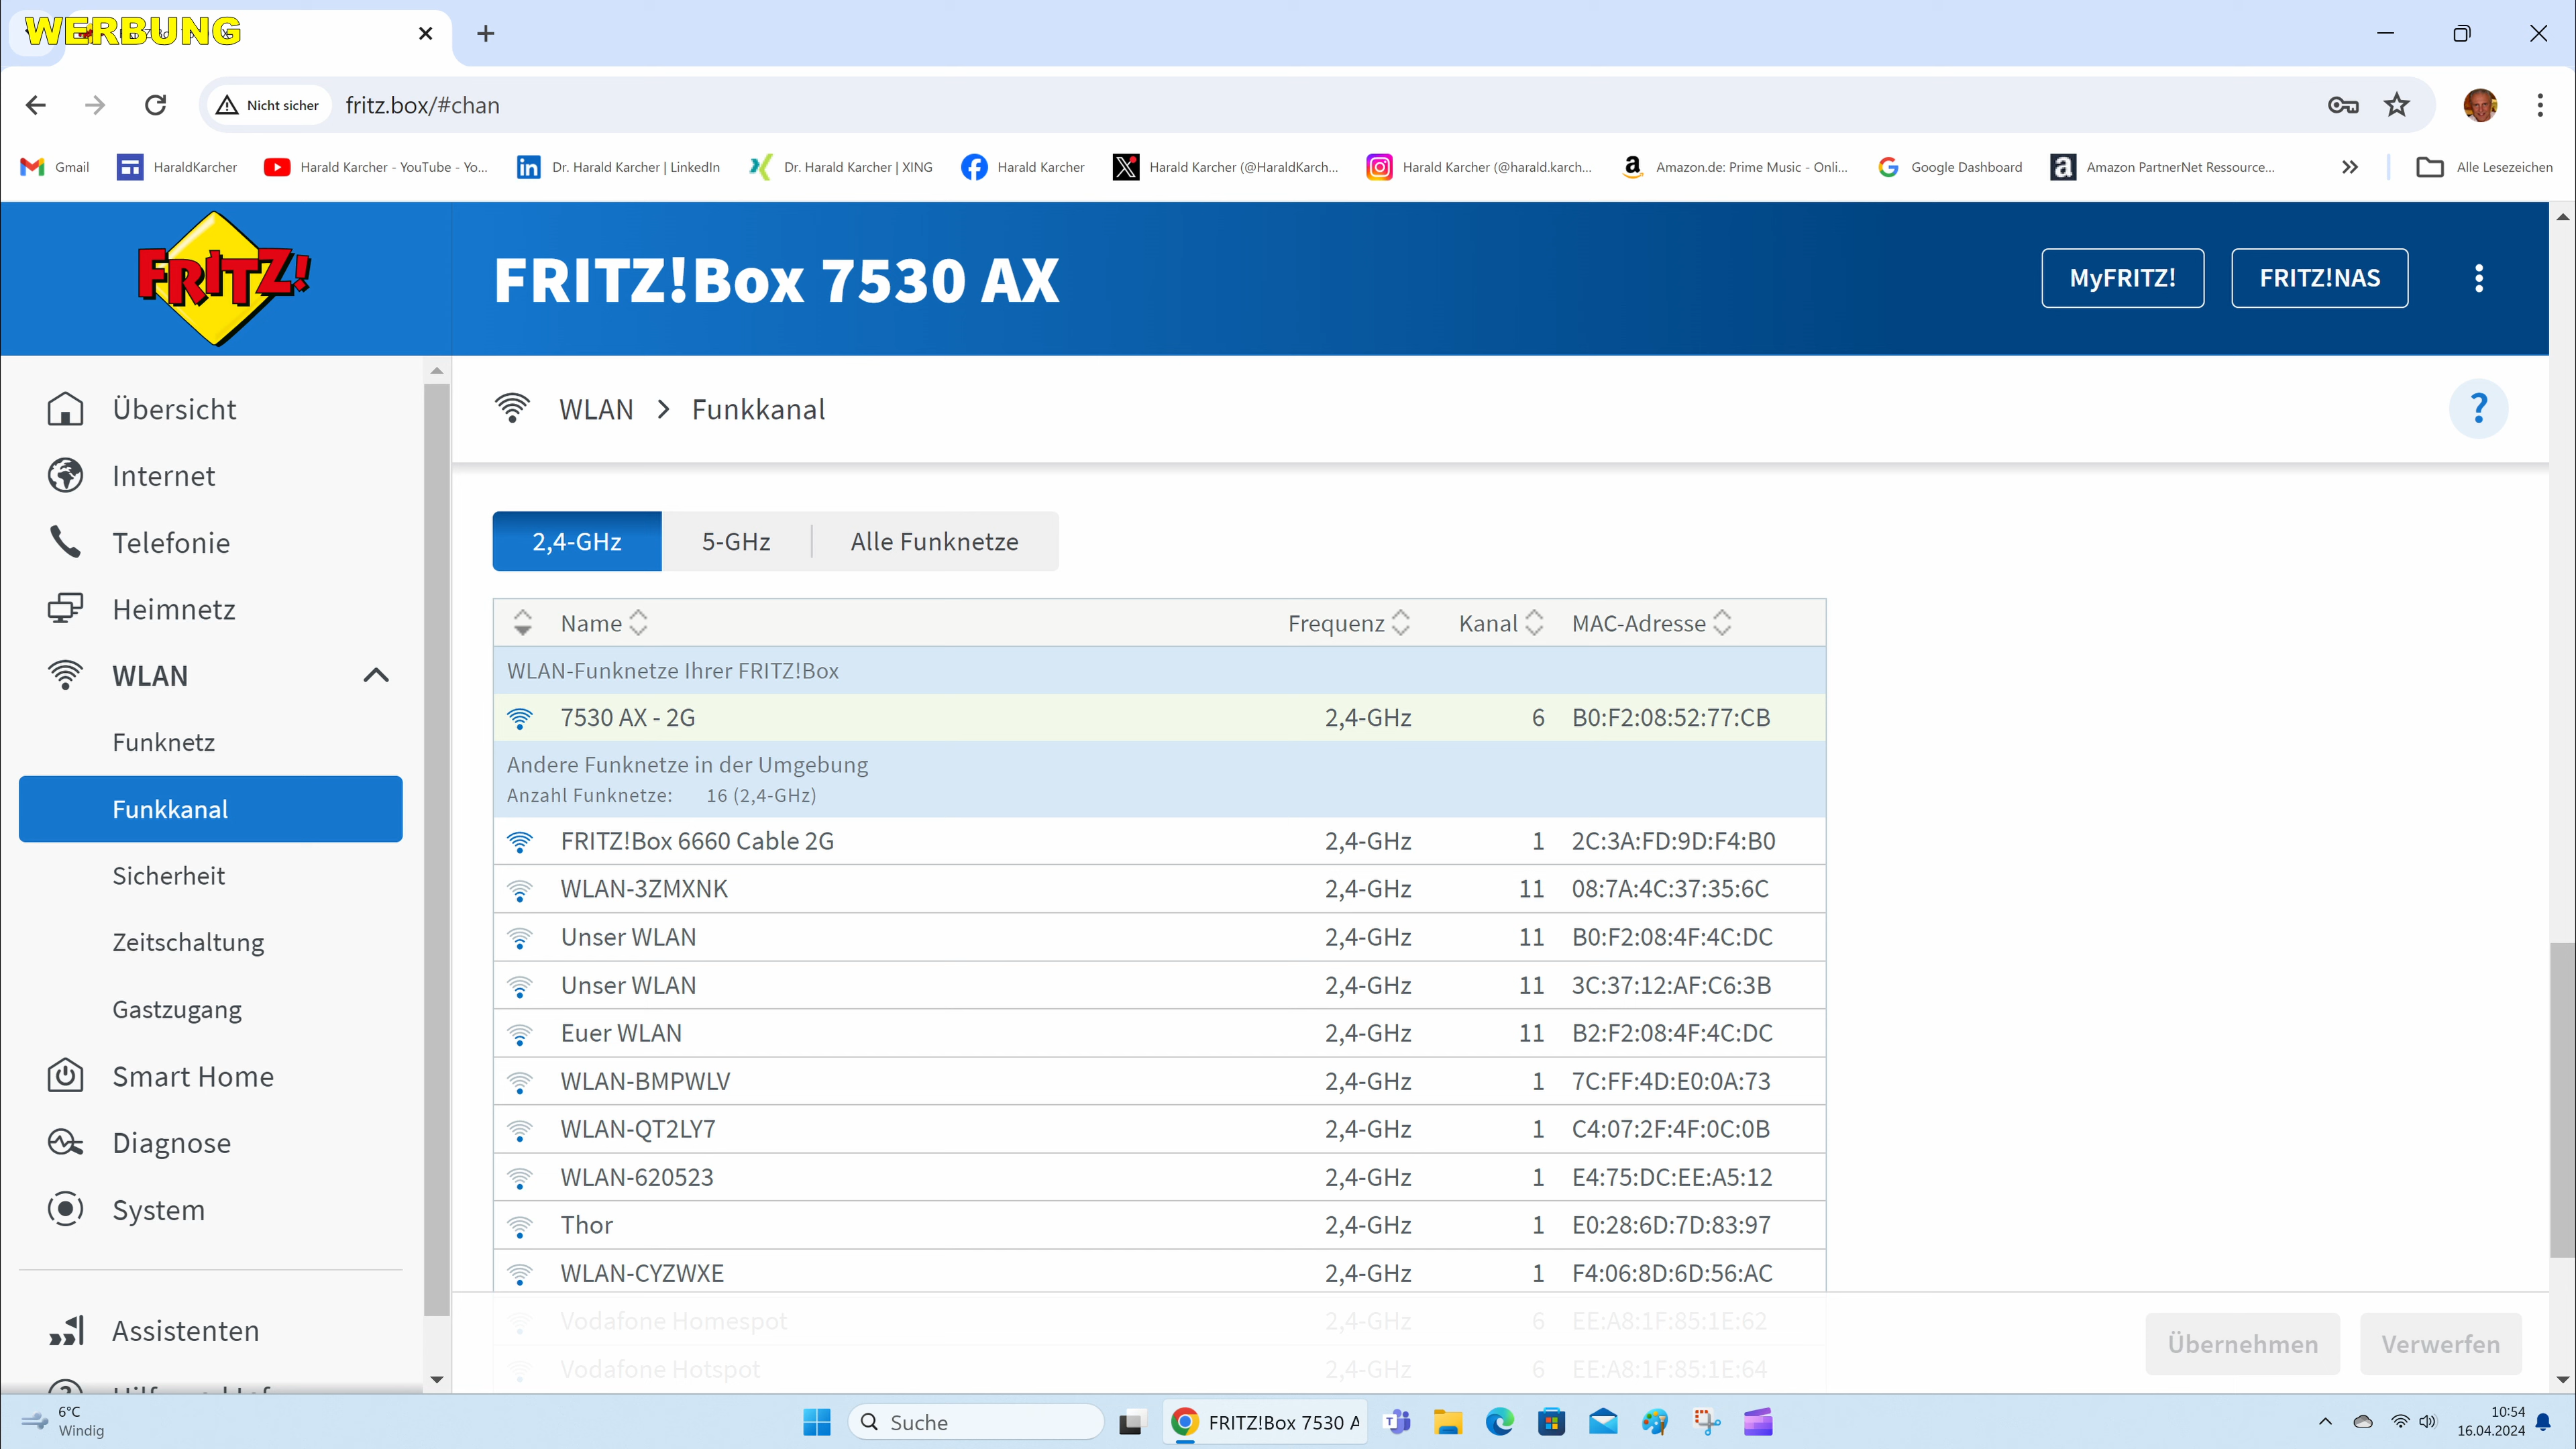 WERBUNG
Nicht sicher fritz.box/#chan
Gmail HaraldKarcher Harald Karcher - YouTube - Yo... Dr. Harald Karcher | LinkedIn Dr. Harald Karcher | XING Harald Karcher Harald Karcher (@HaraldKarch... Harald Karcher (@harald.karch... Amazon.de: Prime Music - Onli... Google Dashboard Amazon PartnerNet Ressource... Alle Lesezeichen
FRITZ!
FRITZ!Box 7530 AX
MyFRITZ! FRITZ!NAS
Übersicht
Internet
Telefonie
Heimnetz
WLAN
Funknetz
Funkkanal
Sicherheit
Zeitschaltung
Gastzugang
Smart Home
Diagnose
System
Assistenten
WLAN > Funkkanal
?
2,4-GHz 5-GHz Alle Funknetze
Name Frequenz Kanal MAC-Adresse
WLAN-Funknetze Ihrer FRITZ!Box
7530 AX - 2G 2,4-GHz 6 B0:F2:08:52:77:CB
Andere Funknetze in der Umgebung
Anzahl Funknetze: 16 (2,4-GHz)
FRITZ!Box 6660 Cable 2G 2,4-GHz 1 2C:3A:FD:9D:F4:B0
WLAN-3ZMXNK 2,4-GHz 11 08:7A:4C:37:35:6C
Unser WLAN 2,4-GHz 11 B0:F2:08:4F:4C:DC
Unser WLAN 2,4-GHz 11 3C:37:12:AF:C6:3B
Euer WLAN 2,4-GHz 11 B2:F2:08:4F:4C:DC
WLAN-BMPWLV 2,4-GHz 1 7C:FF:4D:E0:0A:73
WLAN-QT2LY7 2,4-GHz 1 C4:07:2F:4F:0C:0B
WLAN-620523 2,4-GHz 1 E4:75:DC:EE:A5:12
Thor 2,4-GHz 1 E0:28:6D:7D:83:97
WLAN-CYZWXE 2,4-GHz 1 F4:06:8D:6D:56:AC
Vodafone Homespot 2,4-GHz 6 EE:A8:1F:85:1E:62
Vodafone Hotspot 2,4-GHz 6 EE:A8:1F:85:1E:64
Übernehmen Verwerfen
6°C
Windig
Suche
FRITZ!Box 7530 A
10:54
16.04.2024